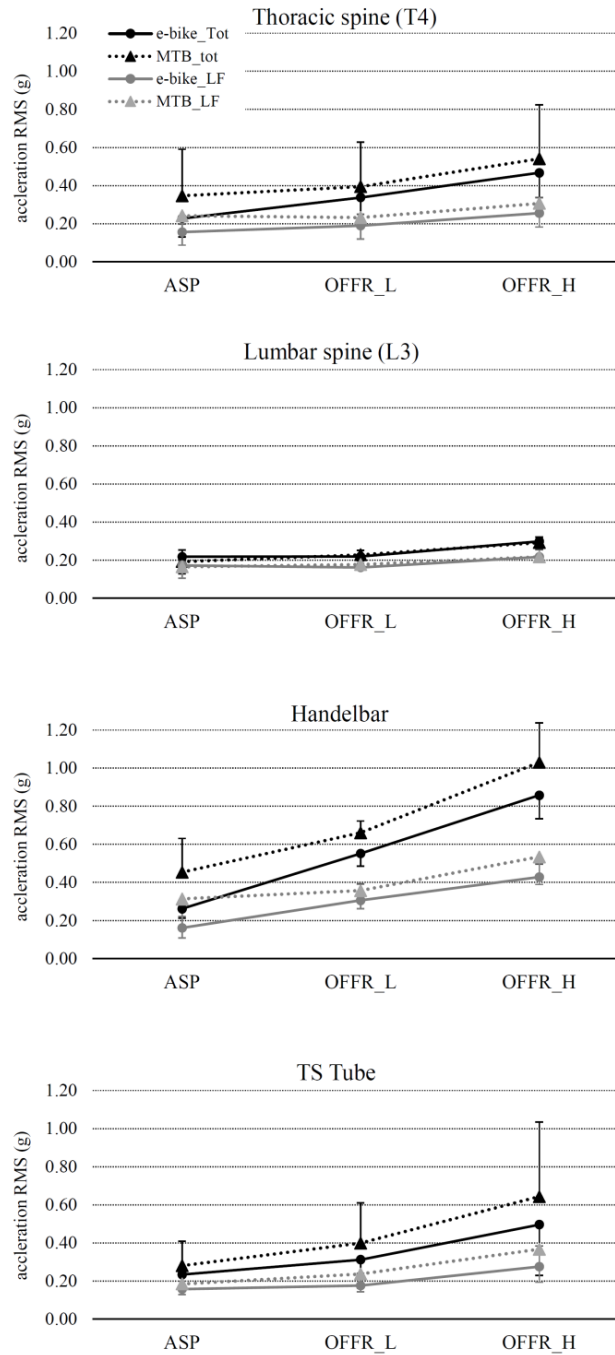 Thoracic spine (T4)
accleration RMS (g)
1.20
1.00
0.80
0.60
0.40
0.20
0.00
e-bike_Tot
MTB_tot
e-bike_LF
MTB_LF
ASP OFFR_L OFFR_H
Lumbar spine (L3)
accleration RMS (g)
1.20
1.00
0.80
0.60
0.40
0.20
0.00
ASP OFFR_L OFFR_H
Handelbar
accleration RMS (g)
1.20
1.00
0.80
0.60
0.40
0.20
0.00
ASP OFFR_L OFFR_H
TS Tube
accleration RMS (g)
1.20
1.00
0.80
0.60
0.40
0.20
0.00
ASP OFFR_L OFFR_H